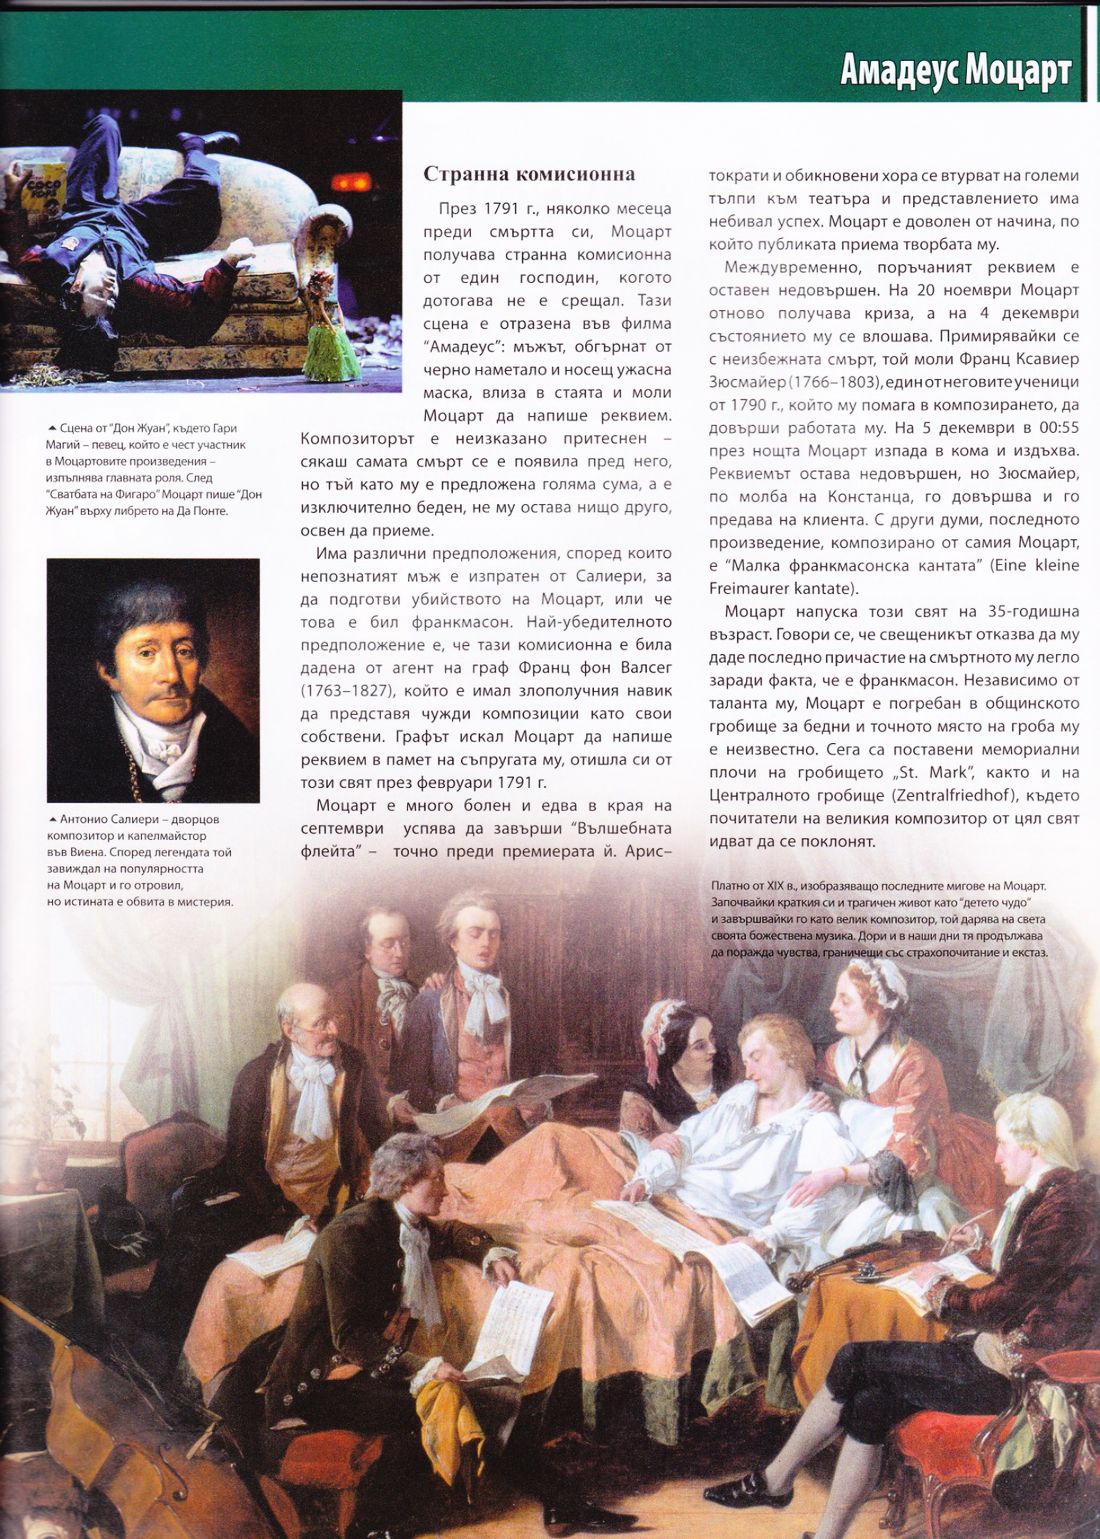 Амадеус Моцарт
COCO
POPS
Странна комисионна
През 1791 г., няколко месеца
преди смъртта си, Моцарт
получава странна комисионна
от един господин, когото
дотогава не е срещал. Тази
сцена е отразена във филма
“Амадеус”: мъжът, обгърнат от
черно наметало и носещ ужасна
маска, влиза в стаята и моли
Моцарт да напише реквием.
Композиторът е неизказано притеснен –
сякаш самата смърт се е появила пред него,
но тъй като му е предложена голяма сума, а е
изключително беден, не му остава нищо друго,
освен да приеме.
Има различни предположения, според които
непознатият мъж е изпратен от Салиери, за
да подготви убийството на Моцарт, или че
това е бил франкмасон. Най-убедителното
предположение е, че тази комисионна е била
дадена от агент на граф Франц фон Валсег
(1763–1827), който е имал злополучния навик
да представя чужди композиции като свои
собствени. Графът искал Моцарт да напише
реквием в памет на съпругата му, отишла си от
този свят през февруари 1791 г.
Моцарт е много болен и едва в края на
септември успява да завърши “Вълшебната
флейта” – точно преди премиерата й. Арис–
тократи и обикновени хора се втурват на големи
тълпи към театъра и представлението има
небивал успех. Моцарт е доволен от начина, по
който публиката приема творбата му.
Междувременно, поръчаният реквием е
оставен недовършен. На 20 ноември Моцарт
отново получава криза, а на 4 декември
състоянието му се влошава. Примирявайки се
с неизбежната смърт, той моли Франц Ксавиер
Зюсмайер (1766–1803), един от неговите ученици
от 1790 г., който му помага в композирането, да
довърши работата му. На 5 декември в 00:55
през нощта Моцарт изпада в кома и издъхва.
Реквиемът остава недовършен, но Зюсмайер,
по молба на Констанца, го довършва и го
предава на клиента. С други думи, последното
произведение, композирано от самия Моцарт,
е “Малка франкмасонска кантата” (Eine kleine
Freimaurer kantate).
Моцарт напуска този свят на 35-годишна
възраст. Говори се, че свещеникът отказва да му
даде последно причастие на смъртното му легло
заради факта, че е франкмасон. Независимо от
таланта му, Моцарт е погребан в общинското
гробище за бедни и точното място на гроба му
е неизвестно. Сега са поставени мемориални
плочи на гробището „St. Mark”, както и на
Централното гробище (Zentralfriedhof), където
почитатели на великия композитор от цял свят
идват да се поклонят.
Сцена от “Дон Жуан”, където Гари
Магий – певец, който е чест участник
в Моцартовите произведения –
изпълнява главната роля. След
“Сватбата на Фигаро” Моцарт пише “Дон
Жуан” върху либрето на Да Понте.
Антонио Салиери – дворцов
композитор и капелмайстор
във Виена. Според легендата той
завиждал на популярността
на Моцарт и го отровил,
но истината е обвита в мистерия.
Платно от XIX в., изобразяващо последните мигове на Моцарт.
Започвайки краткия си и трагичен живот като “детето чудо”
и завършвайки го като велик композитор, той дарява на света
своята божествена музика. Дори и в наши дни тя продължава
да поражда чувства, граничещи със страхопочитание и екстаз.